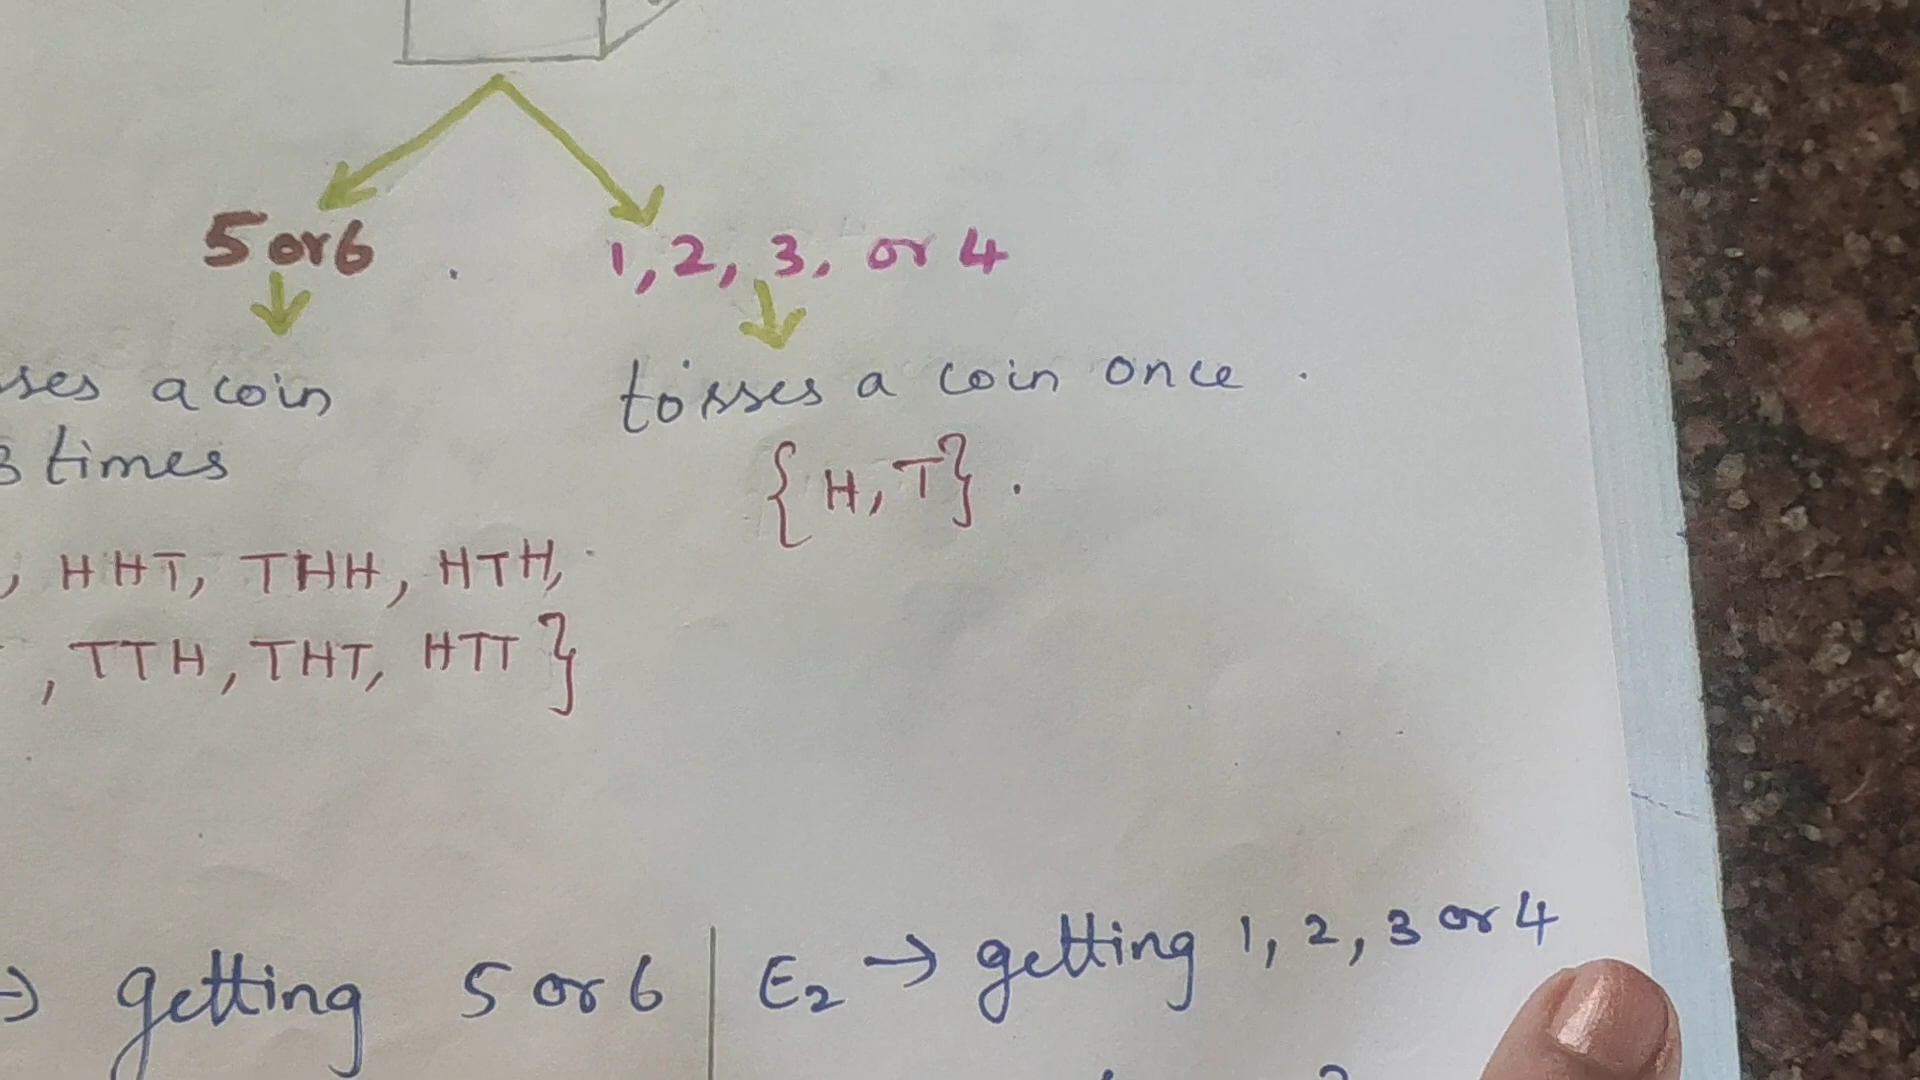 5 or 6
1, 2, 3, or 4
a coin
tosses a coin once.
3 times
{H, T}.
, HHT, THH, HTH,
, TTH, THT, HTT }
→ getting 5 or 6
E₂ → getting 1, 2, 3 or 4